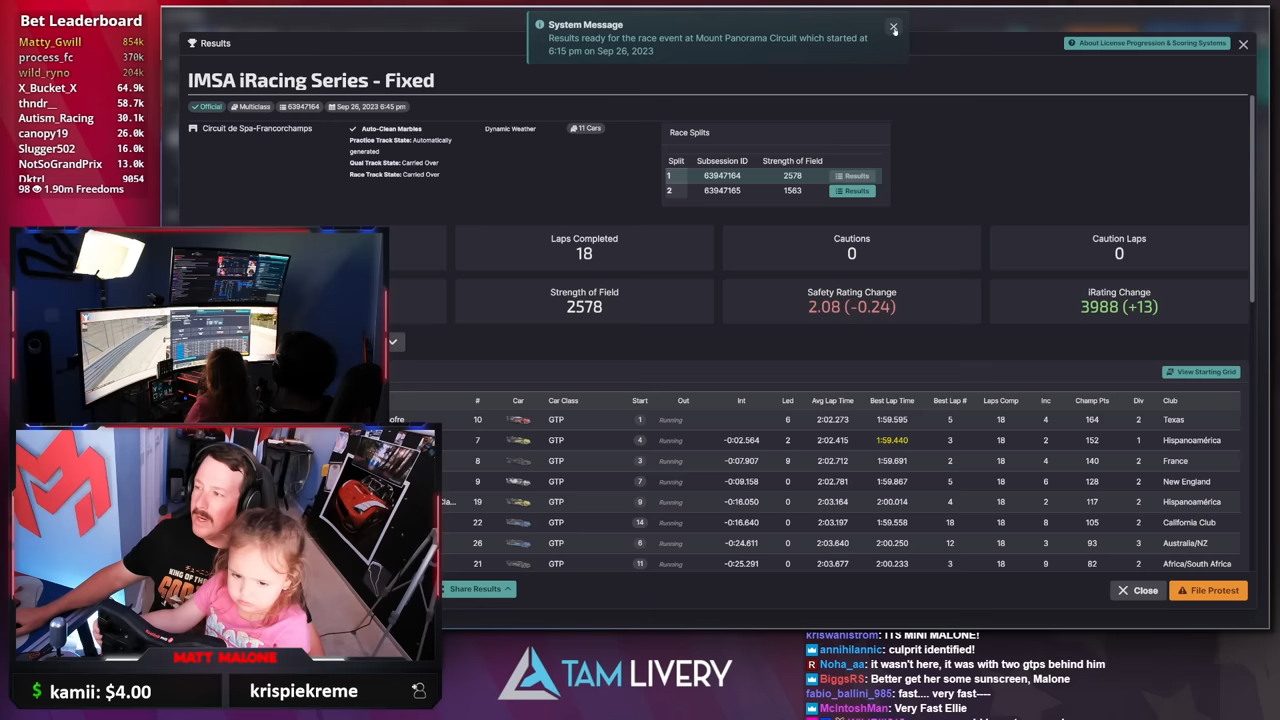 Bet Leaderboard
Matty_Gwill 854k
process_fc 370k
wild_ryno 204k
X_Bucket_X 64.9k
thndr__ 58.7k
Autism_Racing 30.1k
canopy19 26.0k
Slugger502 16.0k
NotSoGrandPrix 13.0k
Dktrl 9054
98 1.90m Freedoms
System Message
Results ready for the race event at Mount Panorama Circuit which started at
6:15 pm on Sep 26, 2023
Results
About License Progression & Scoring Systems
IMSA iRacing Series - Fixed
Official Multiclass 63947164 Sep 26, 2023 6:45 pm
Circuit de Spa-Francorchamps
Auto-Clean Marbles
Practice Track State: Automatically
generated
Qual Track State: Carried Over
Race Track State: Carried Over
Dynamic Weather
11 Cars
Race Splits
Split Subsession ID Strength of Field
1 63947164 2578 Results
2 63947165 1563 Results
Laps Completed
18
Cautions
0
Caution Laps
0
Strength of Field
2578
Safety Rating Change
2.08 (-0.24)
iRating Change
3988 (+13)
View Starting Grid
# Car Car Class Start Out Int Led Avg Lap Time Best Lap Time Best Lap # Laps Comp Inc Champ Pts Div Club
ofre 10 GTP 1 Running 6 2:02.273 1:59.595 5 18 4 164 2 Texas
7 GTP 4 Running -0:02.564 2 2:02.415 1:59.440 3 18 2 152 1 Hispanoamérica
8 GTP 3 Running -0:07.907 9 2:02.712 1:59.691 2 18 4 140 2 France
9 GTP 7 Running -0:09.158 0 2:02.781 1:59.867 5 18 6 128 2 New England
la... 19 GTP 9 Running -0:16.050 0 2:03.164 2:00.014 4 18 2 117 2 Hispanoamérica
22 GTP 14 Running -0:16.640 0 2:03.197 1:59.558 18 18 8 105 2 California Club
26 GTP 6 Running -0:24.611 0 2:03.640 2:00.250 12 18 3 93 3 Australia/NZ
21 GTP 11 Running -0:25.291 0 2:03.677 2:00.233 3 18 9 82 2 Africa/South Africa
Share Results
Close
File Protest
KING OF THE
MATT MALONE
$ kamii: $4.00
krispiekreme
TAM LIVERY
kriswanistrom: ITS MINI MALONE!
annihilannic: culprit identified!
R Noha_aa: it wasn't here, it was with two gtps behind him
BiggsRS: Better get her some sunscreen, Malone
fabio_ballini_985: fast.... very fast----
McIntoshMan: Very Fast Ellie